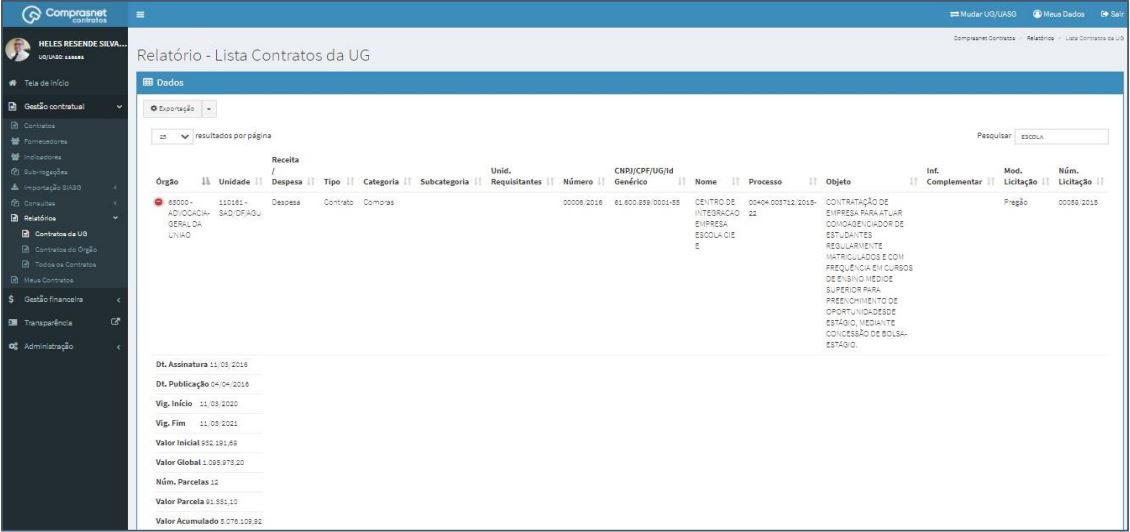 Comprasnet
contratos
Mudar UG/UASG
Meus Dados
Sair
HELES RESENDE SILVA...
UG/UASG:
Comprasnet Contratos
Relatórios
Lista Contratos da UG
Relatório - Lista Contratos da UG
Tela de Início
Gestão contratual
Contratos
Fornecedores
Indicadores
Sub-rogações
Importação SIASG
Consultas
Relatórios
Contratos da UG
Contratos do Órgão
Todos os Contratos
Meus Contratos
Gestão financeira
Transparência
Administração
Dados
Exportação
25 resultados por página
Pesquisar ESCOLA
Órgão
Unidade
Receita
/
Despesa
Tipo
Categoria
Subcategoria
Unid.
Requisitantes
Número
CNPJ/CPF/UG/Id
Genérico
Nome
Processo
Objeto
Inf.
Complementar
Mod.
Licitação
Núm.
Licitação
63000 -
ADVOCACIA-
GERAL DA
UNIAO
110161 -
SAD/DF/AGU
Despesa
Contrato
Compras
00006/2016
61.600.839/0001-55
CENTRO DE
INTEGRACAO
EMPRESA
ESCOLA CIE
E
00404.003712/2015-
22
CONTRATAÇÃO DE
EMPRESA PARA ATUAR
COMOAGENCIADOR DE
ESTUDANTES
REGULARMENTE
MATRICULADOS E COM
FREQUÊNCIA EM CURSOS
DE ENSINO MÉDIOE
SUPERIOR PARA
PREENCHIMENTO DE
OPORTUNIDADESDE
ESTÁGIO, MEDIANTE
CONCESSÃO DE BOLSA-
ESTÁGIO.
Pregão
00059/2015
Dt. Assinatura 11/03/2016
Dt. Publicação 04/04/2016
Vig. Início 11/03/2020
Vig. Fim 11/03/2021
Valor Inicial 932.191,68
Valor Global 1.095.973,20
Núm. Parcelas 12
Valor Parcela 91.331,10
Valor Acumulado 5.076.109,92